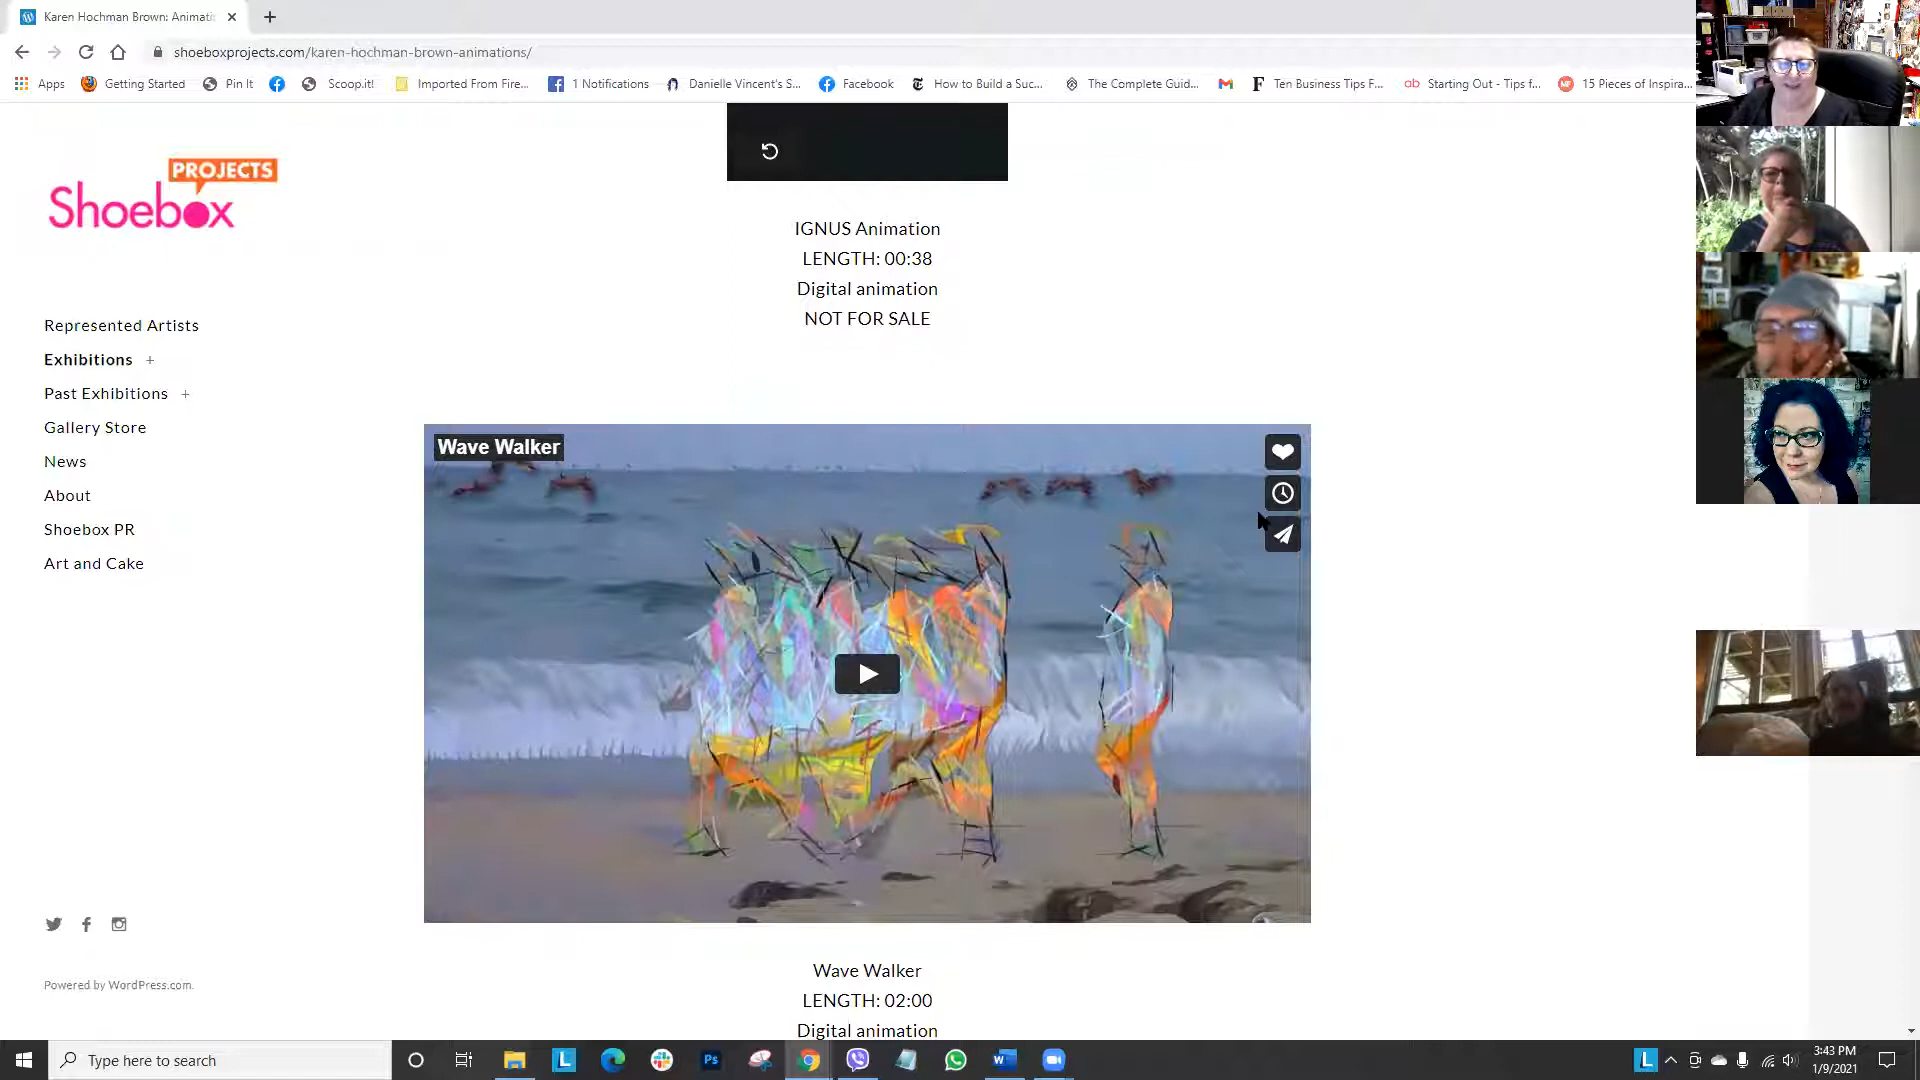 Karen Hochman Brown: Animati
shoeboxprojects.com/karen-hochman-brown-animations/
Apps
Getting Started
Pin It
Scoop.it!
Imported From Fire...
1 Notifications
Danielle Vincent's S...
Facebook
How to Build a Suc...
The Complete Guid...
Ten Business Tips F...
Starting Out - Tips f...
15 Pieces of Inspira...
PROJECTS
Shoebox
IGNUS Animation
LENGTH: 00:38
Digital animation
NOT FOR SALE
Represented Artists
Exhibitions +
Past Exhibitions +
Gallery Store
News
About
Shoebox PR
Art and Cake
Wave Walker
Powered by WordPress.com.
Wave Walker
LENGTH: 02:00
Digital animation
Type here to search
3:43 PM
1/9/2021